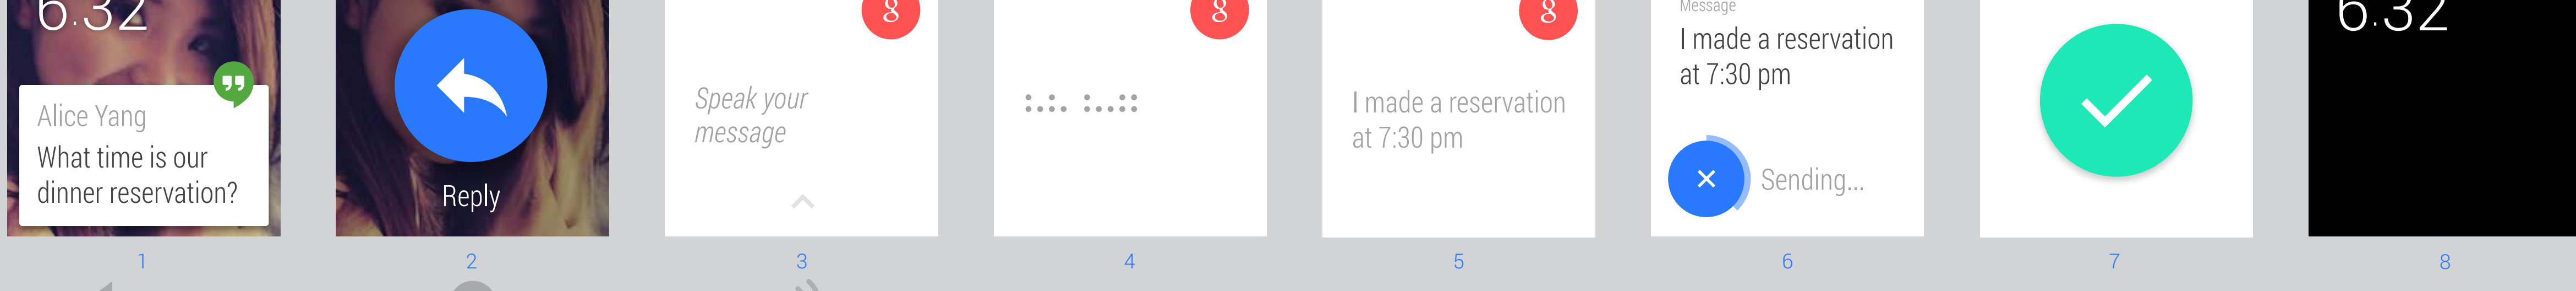 6:32
Alice Yang
What time is our
dinner reservation?
Reply
g
Speak your
message
g
g
I made a reservation
at 7:30 pm
Message
I made a reservation
at 7:30 pm
Sending...
6:32
1
2
3
4
5
6
7
8